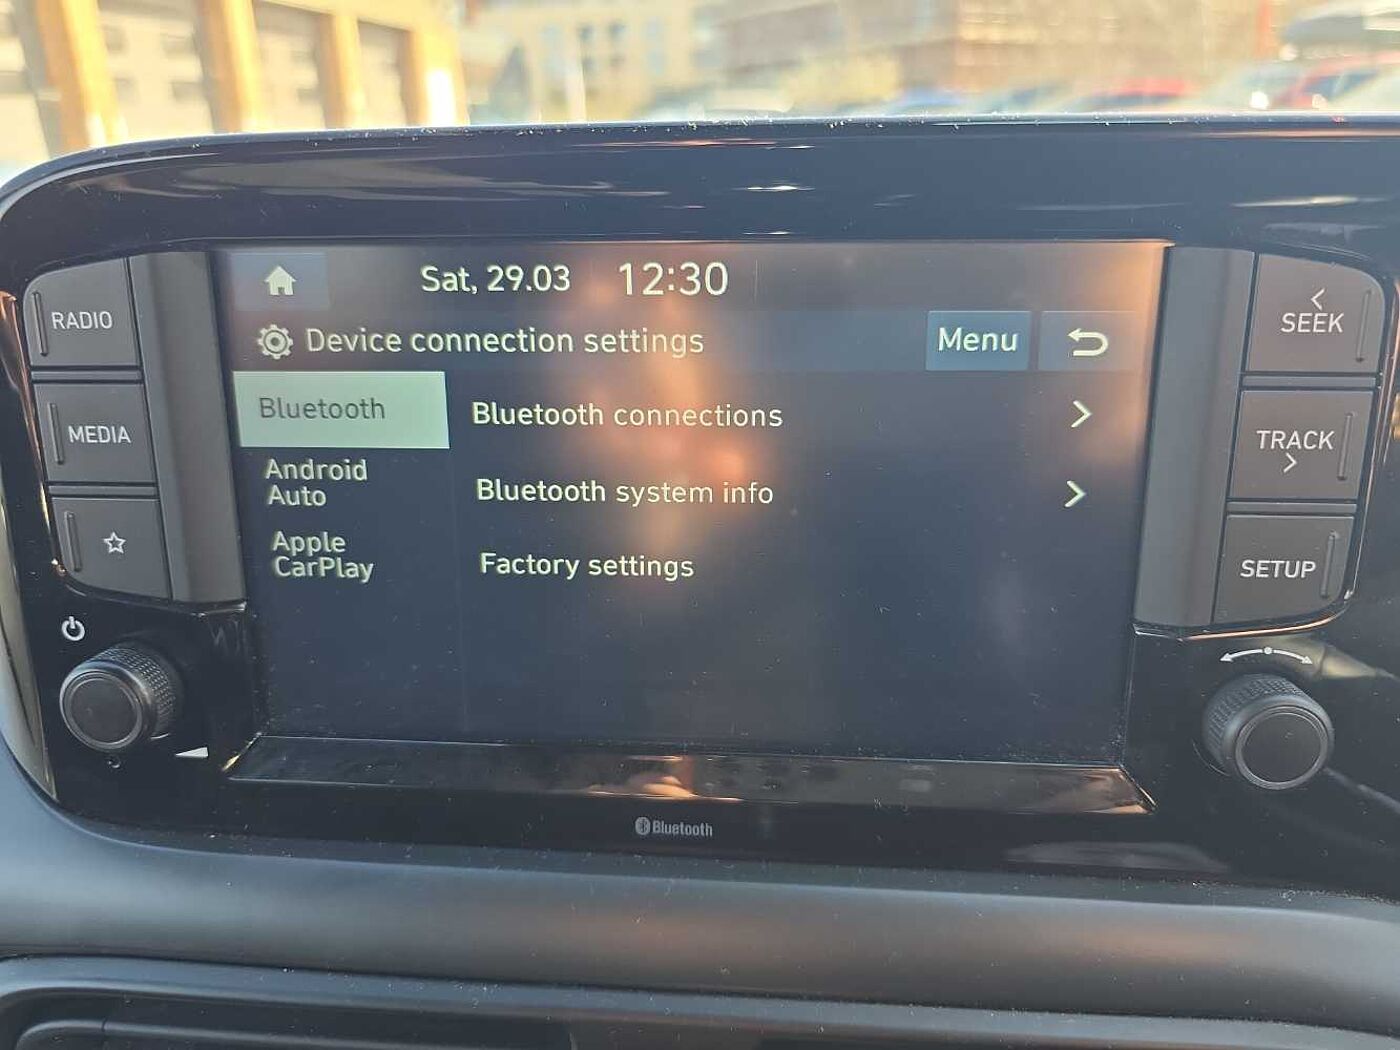 Sat, 29.03 12:30
Device connection settings Menu
Bluetooth
Android
Auto
Apple
CarPlay
Bluetooth connections
Bluetooth system info
Factory settings
RADIO
MEDIA
SEEK
TRACK
SETUP
Bluetooth